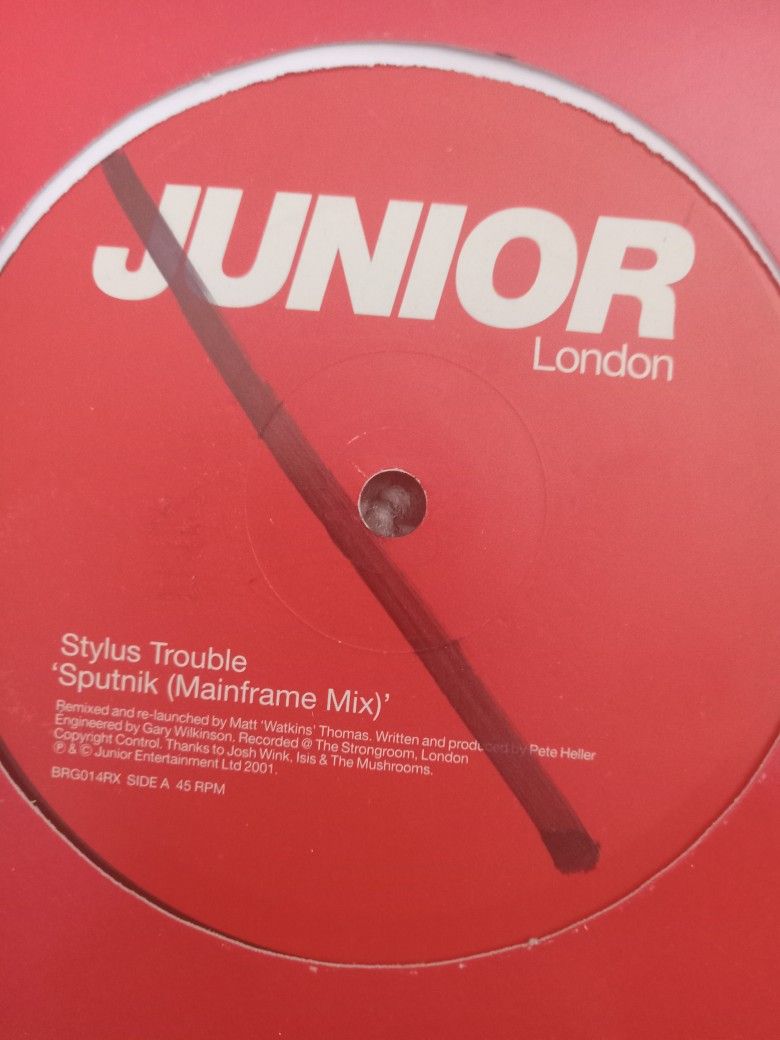 JUNIOR
London
Stylus Trouble
‘Sputnik (Mainframe Mix)’
Remixed and re-launched by Matt ‘Watkins’ Thomas. Written and produced by Pete Heller
Engineered by Gary Wilkinson. Recorded @ The Strongroom, London
Copyright Control. Thanks to Josh Wink, Isis & The Mushrooms.
℗ & © Junior Entertainment Ltd 2001.
BRG014RX SIDE A 45 RPM